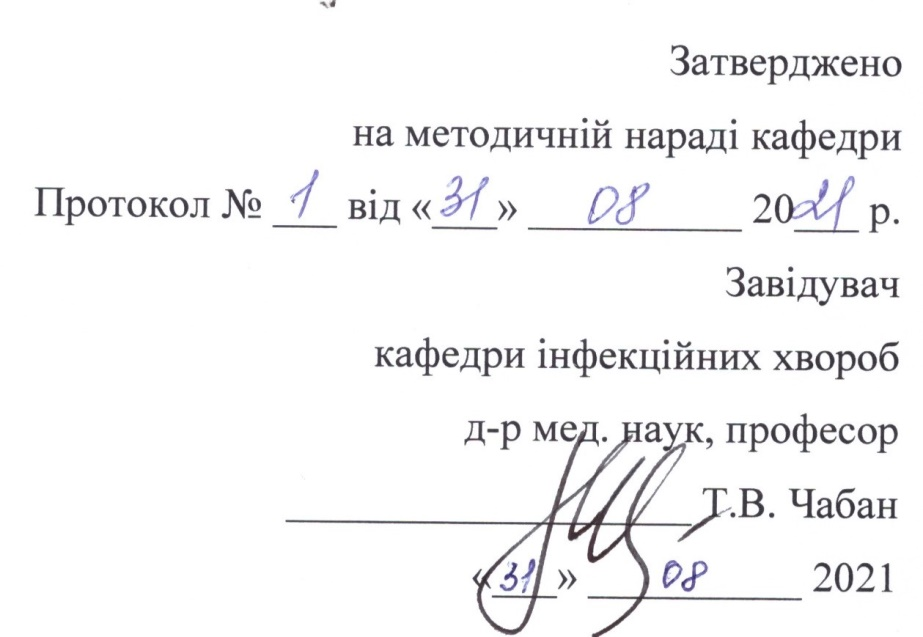 Затверджено
на методичній нараді кафедри
Протокол № 1 від «31» 08 2021 р.
Завідувач
кафедри інфекційних хвороб
д-р мед. наук, професор
Т.В. Чабан
«31» 08 2021